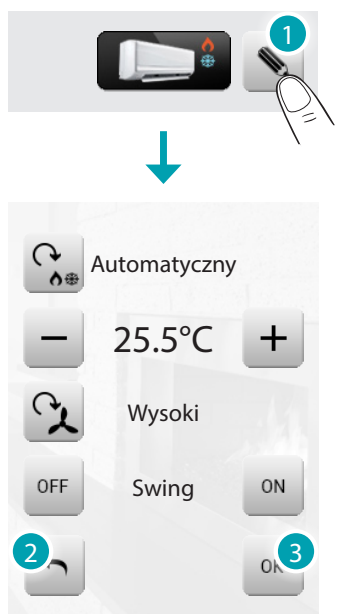 1
Automatyczny
− 25.5°C +
Wysoki
OFF Swing ON
2 3